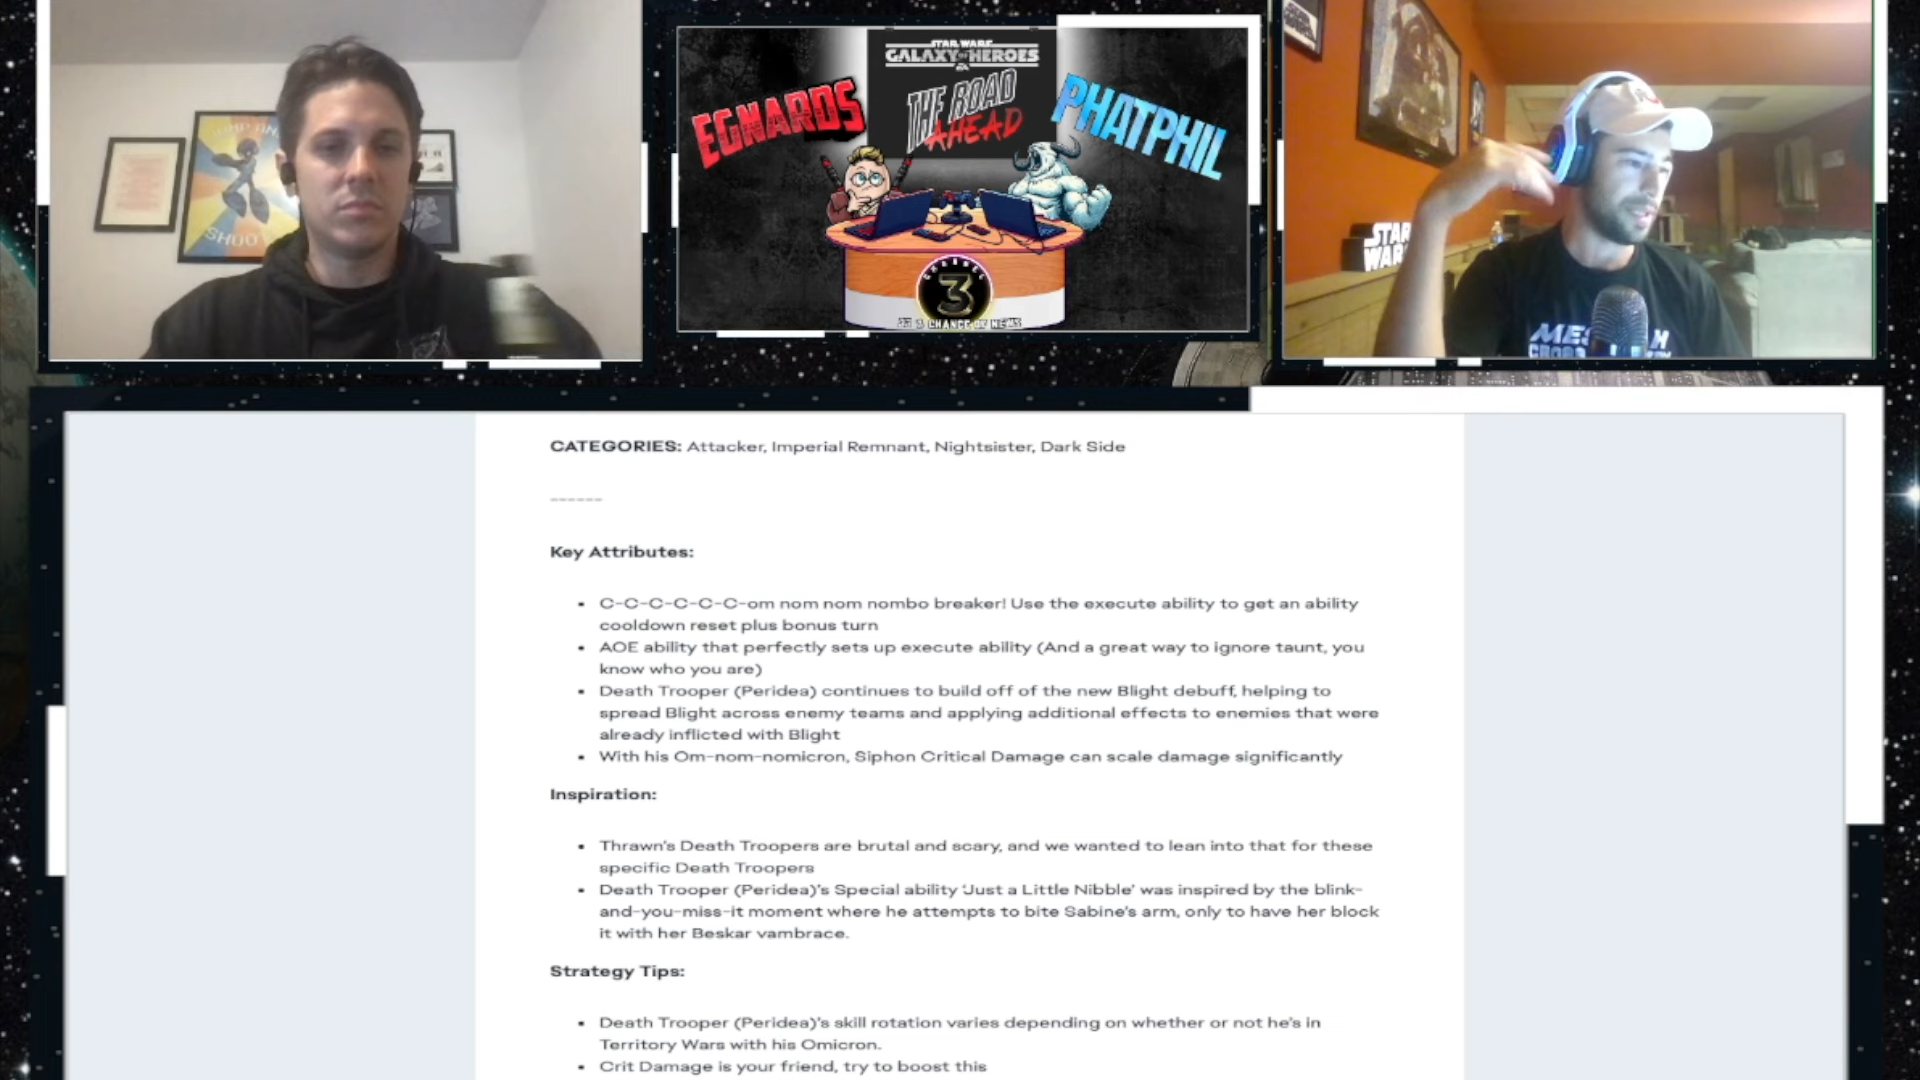 STAR WARS
GALAXY OF HEROES
EGNARDS
THE ROAD
AHEAD
PHATPHIL
CHANNEL
3
SHOOT
STAR
WARS
CATEGORIES: Attacker, Imperial Remnant, Nightsister, Dark Side
------
Key Attributes:
• C-C-C-C-C-C-om nom nom nombo breaker! Use the execute ability to get an ability
cooldown reset plus bonus turn
• AOE ability that perfectly sets up execute ability (And a great way to ignore taunt, you
know who you are)
• Death Trooper (Peridea) continues to build off of the new Blight debuff, helping to
spread Blight across enemy teams and applying additional effects to enemies that were
already inflicted with Blight
• With his Om-nom-nomicron, Siphon Critical Damage can scale damage significantly
Inspiration:
• Thrawn's Death Troopers are brutal and scary, and we wanted to lean into that for these
specific Death Troopers
• Death Trooper (Peridea)'s Special ability 'Just a Little Nibble' was inspired by the blink-
and-you-miss-it moment where he attempts to bite Sabine's arm, only to have her block
it with her Beskar vambrace.
Strategy Tips:
• Death Trooper (Peridea)'s skill rotation varies depending on whether or not he's in
Territory Wars with his Omicron.
• Crit Damage is your friend, try to boost this